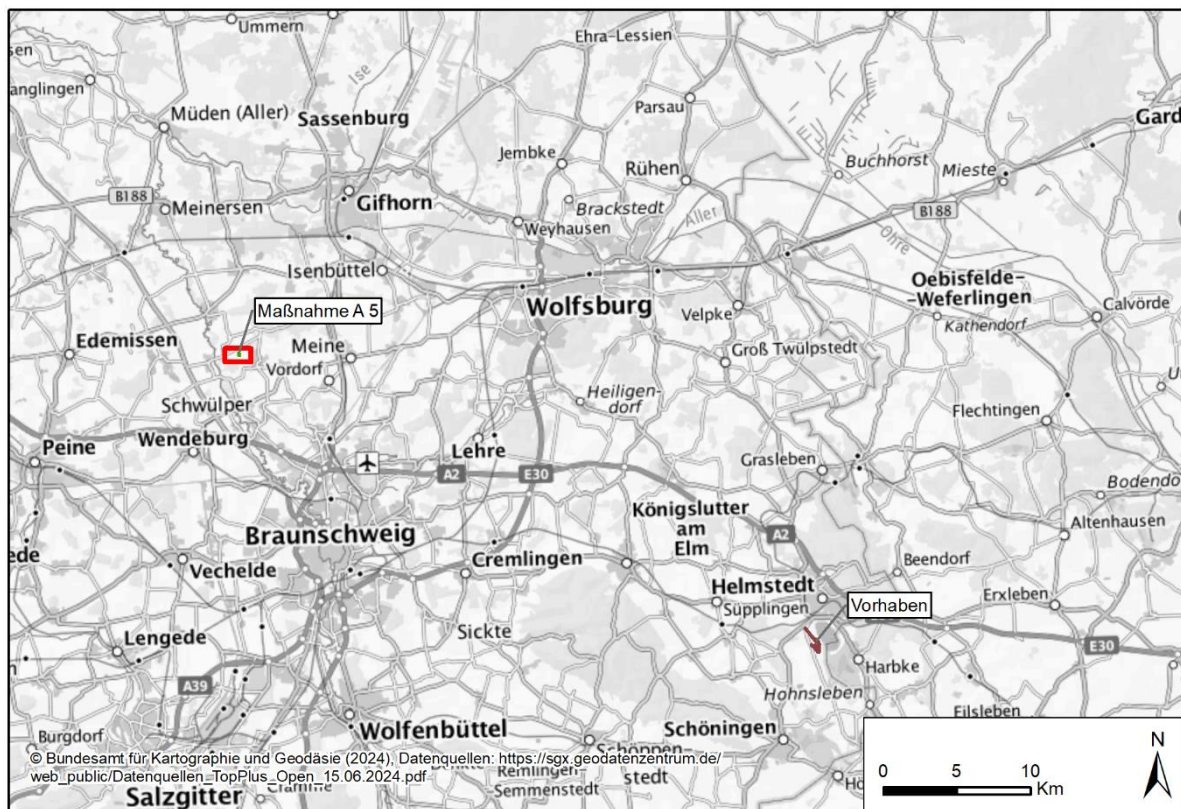 Ummern
Ehra-Lessien
anglingen
Ise
Parsau
Müden (Aller)
Sassenburg
Gard
Jembke
Rühen
Buchhorst
Mieste
B188
Meinersen
Gifhorn
Brackstedt
Aller
B188
Weyhausen
Ohre
Isenbüttel
Oebisfelde-
-Weferlingen
Wolfsburg
Calvörde
Maßnahme A 5
Velpke
Kathendorf
Edemissen
Meine
Groß Twülpstedt
Vordorf
Heiligen-
dorf
Schwülper
Flechtingen
Wendeburg
Peine
Lehre
A2
E30
Grasleben
Bodendo
Königslutter
am
Elm
Altenhausen
Braunschweig
A2
Cremlingen
Vechelde
Beendorf
Helmstedt
Erxleben
Süpplingen
Vorhaben
Lengede
Sickte
E30
Harbke
A39
Hohnsleben
Eilsleben
Wolfenbüttel
Schöningen
Burgdorf
Schöppen-
stedt
© Bundesamt für Kartographie und Geodäsie (2024), Datenquellen: https://sgx.geodatenzentrum.de/
web_public/Datenquellen_TopPlus_Open_15.06.2024.pdf
Remlingen-
Semmenstedt
Salzgitter
N
0 5 10
Km